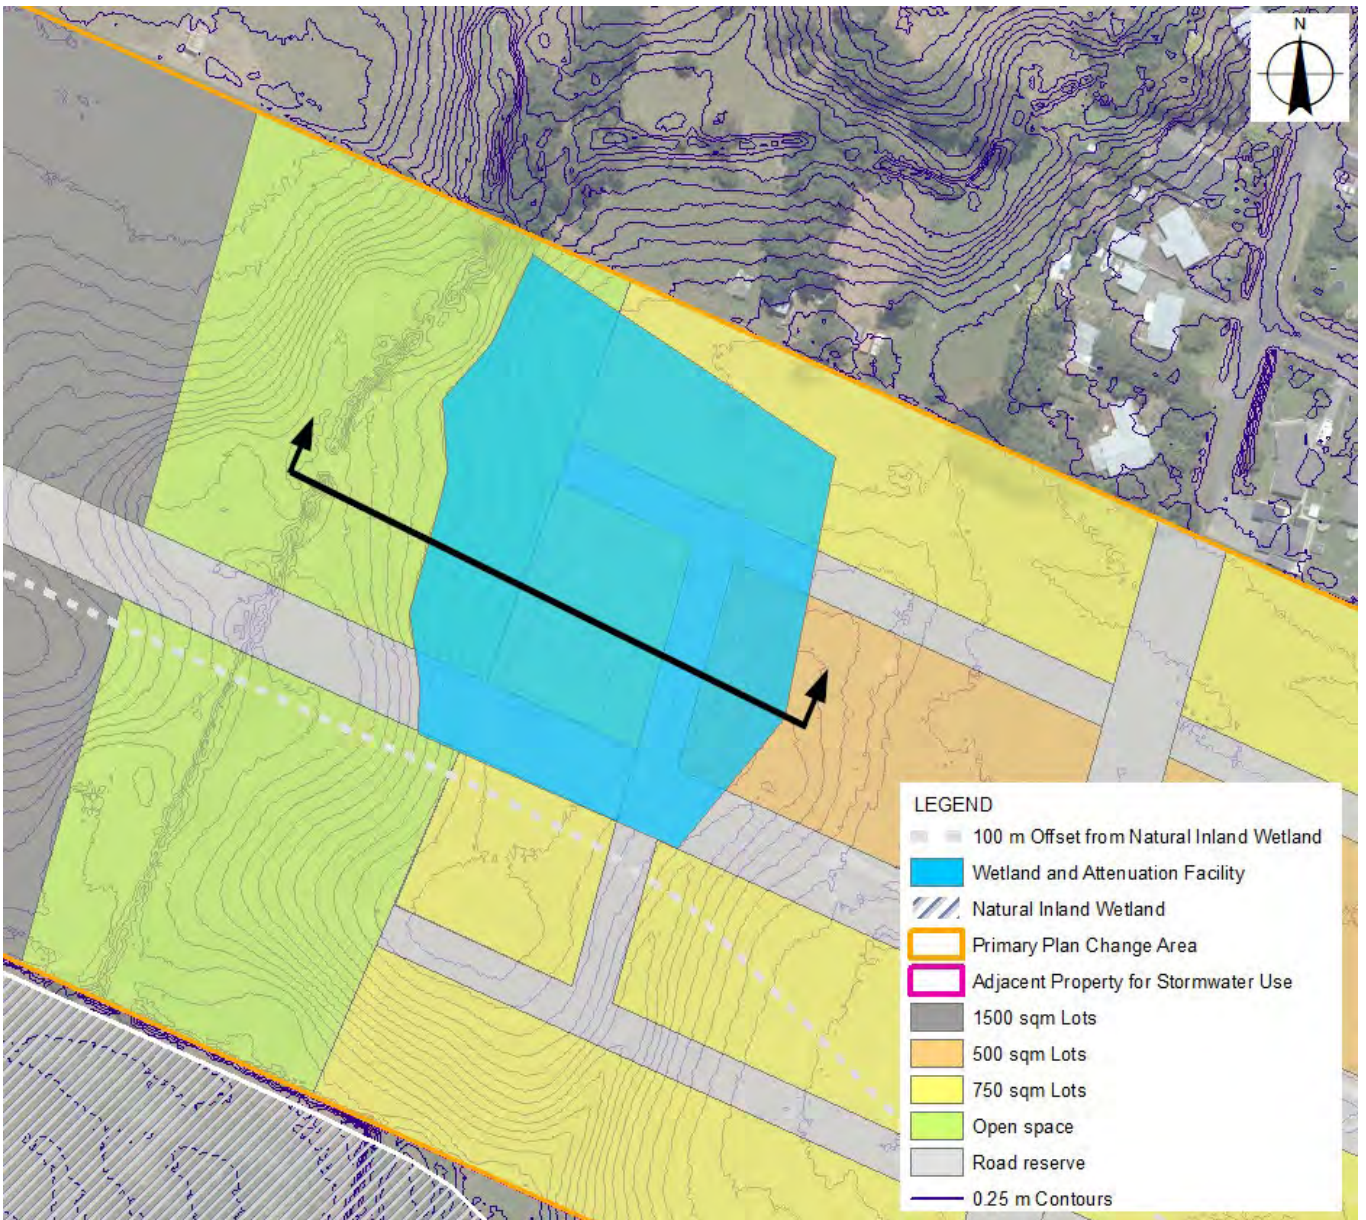 N
LEGEND
100 m Offset from Natural Inland Wetland
Wetland and Attenuation Facility
Natural Inland Wetland
Primary Plan Change Area
Adjacent Property for Stormwater Use
1500 sqm Lots
500 sqm Lots
750 sqm Lots
Open space
Road reserve
0.25 m Contours